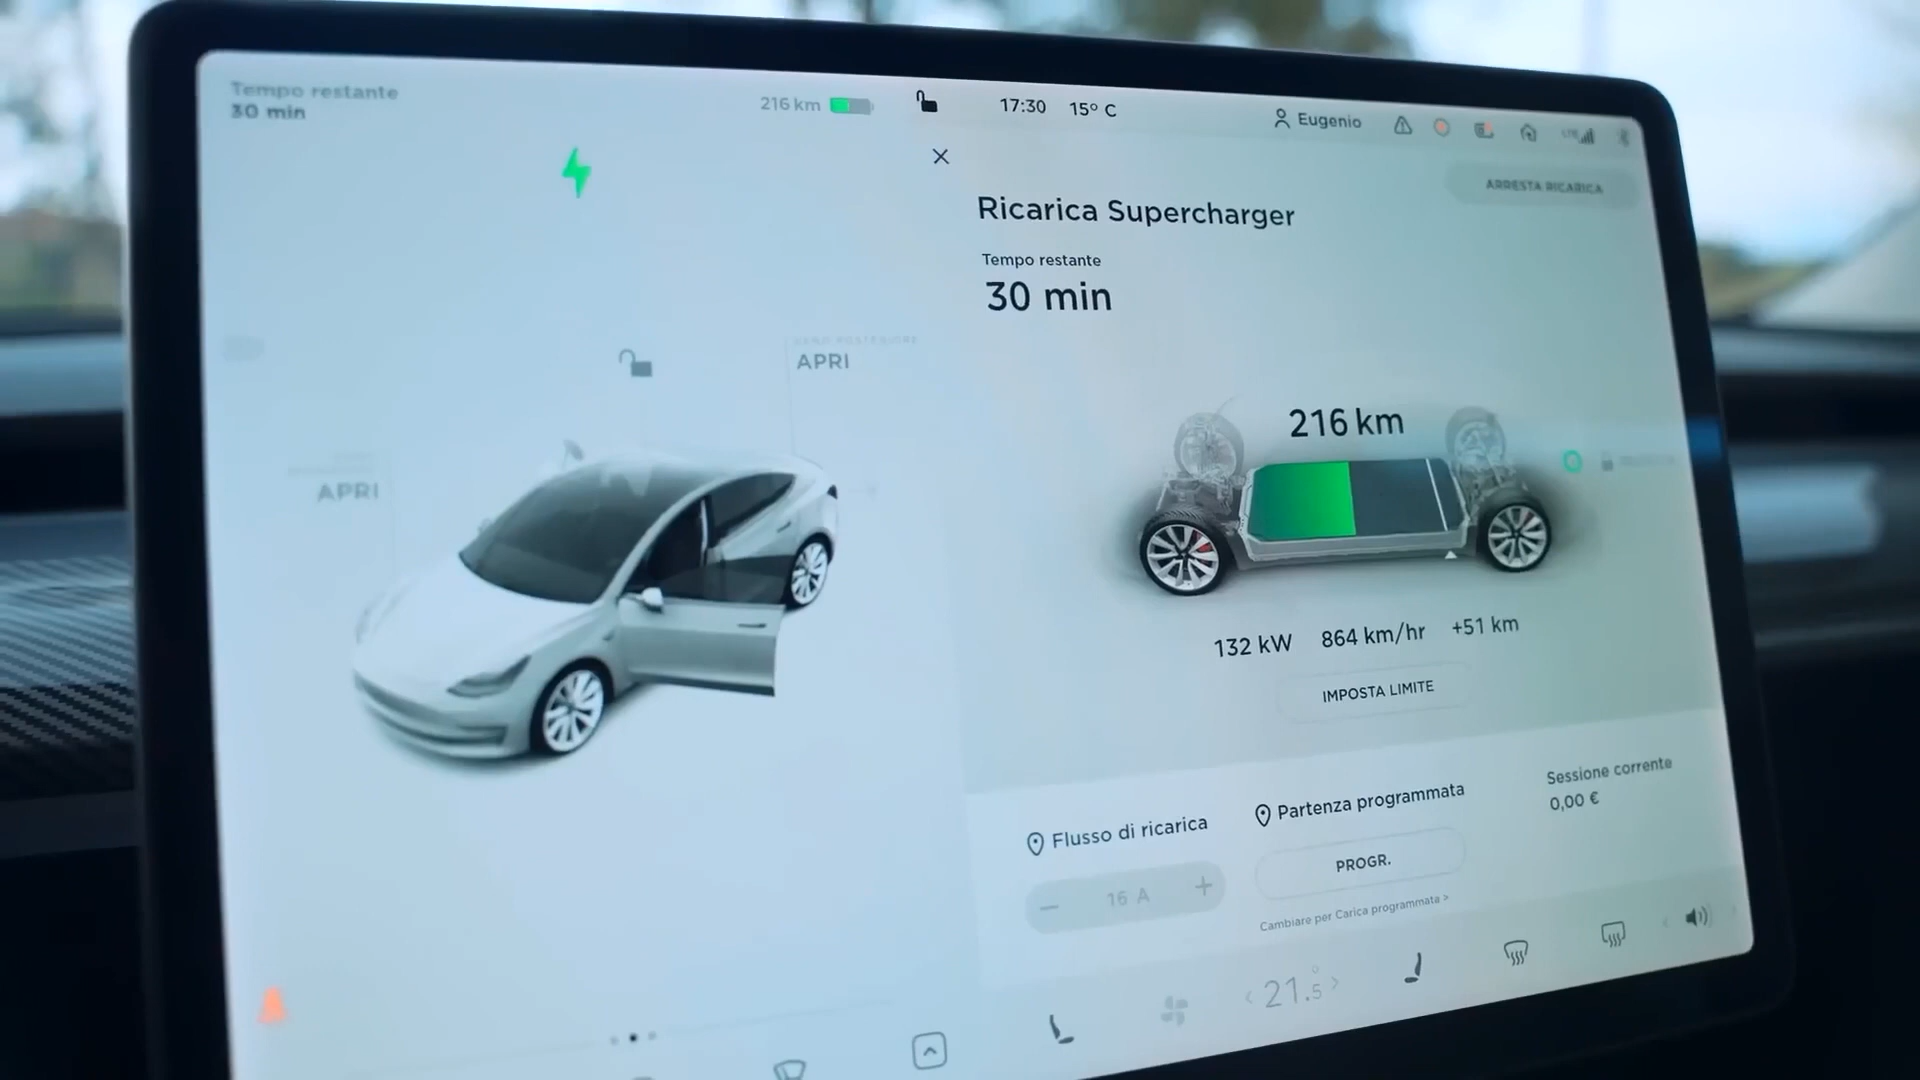 Tempo restante
30 min
216 km
17:30
15° C
Eugenio
LTE
ARRESTA RICARICA
Ricarica Supercharger
Tempo restante
30 min
APRI
APRI
216 km
132 kW
864 km/hr
+51 km
IMPOSTA LIMITE
Flusso di ricarica
16 A
Partenza programmata
PROGR.
Cambiare per Carica programmata >
Sessione corrente
0,00 €
21.5